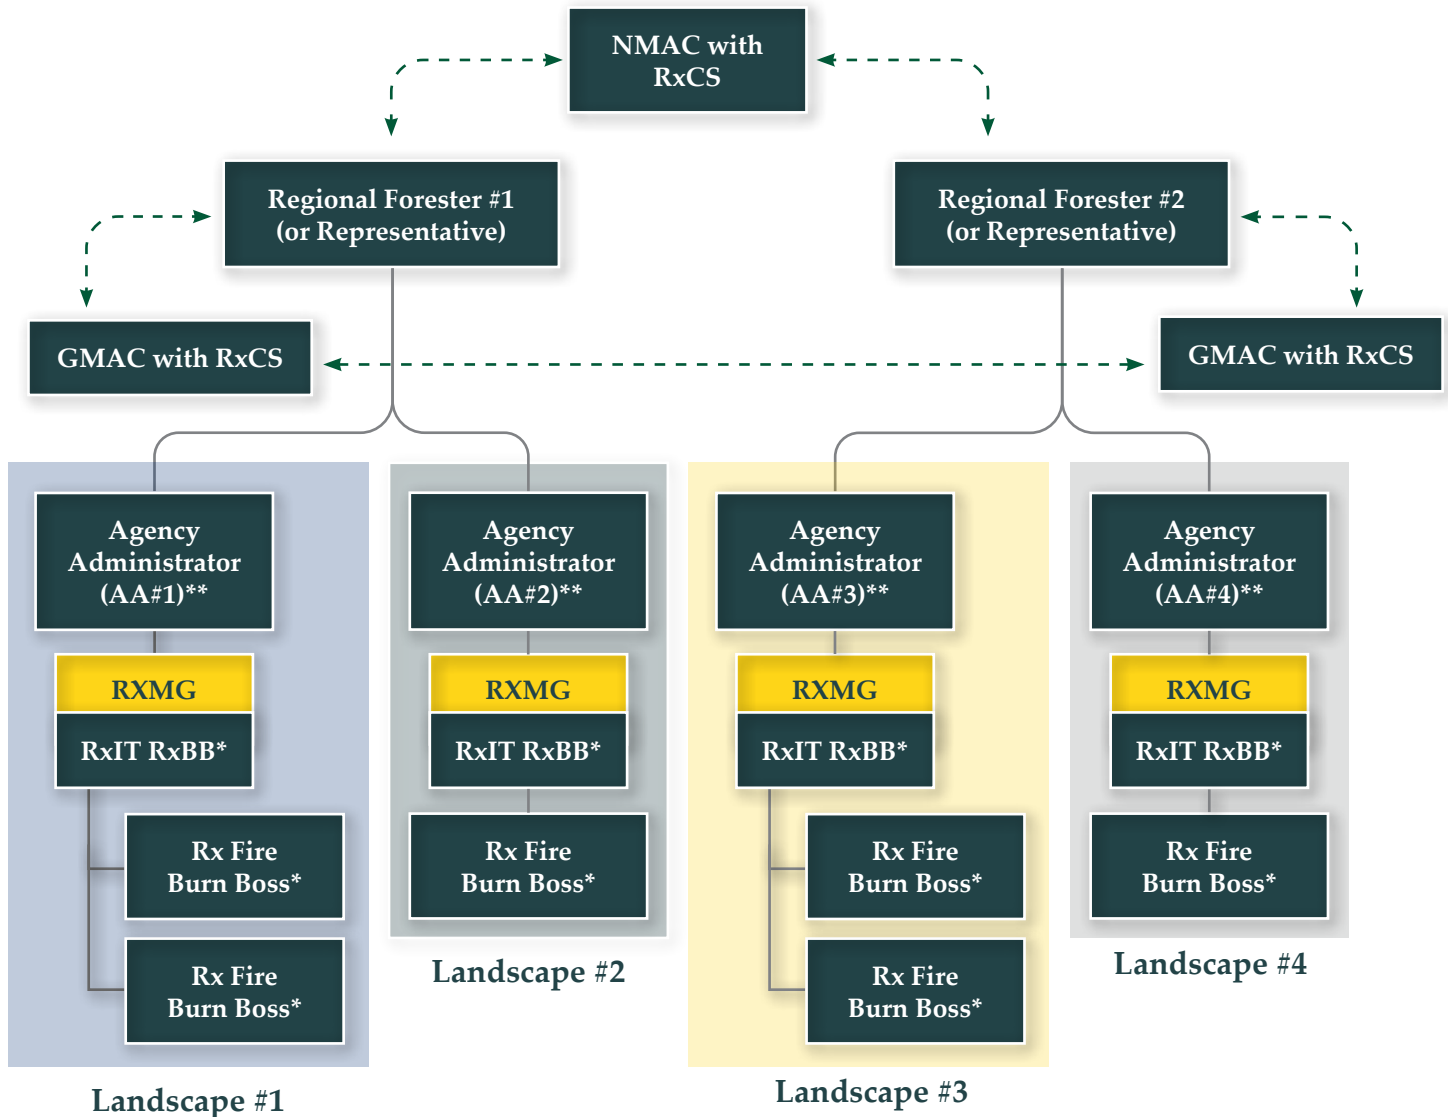 NMAC with
RxCS
Regional Forester #1
(or Representative)
Regional Forester #2
(or Representative)
GMAC with RxCS
GMAC with RxCS
Agency
Administrator
(AA#1)**
RXMG
RxIT RxBB*
Rx Fire
Burn Boss*
Rx Fire
Burn Boss*
Landscape #1
Agency
Administrator
(AA#2)**
RXMG
RxIT RxBB*
Rx Fire
Burn Boss*
Landscape #2
Agency
Administrator
(AA#3)**
RXMG
RxIT RxBB*
Rx Fire
Burn Boss*
Rx Fire
Burn Boss*
Landscape #3
Agency
Administrator
(AA#4)**
RXMG
RxIT RxBB*
Rx Fire
Burn Boss*
Landscape #4